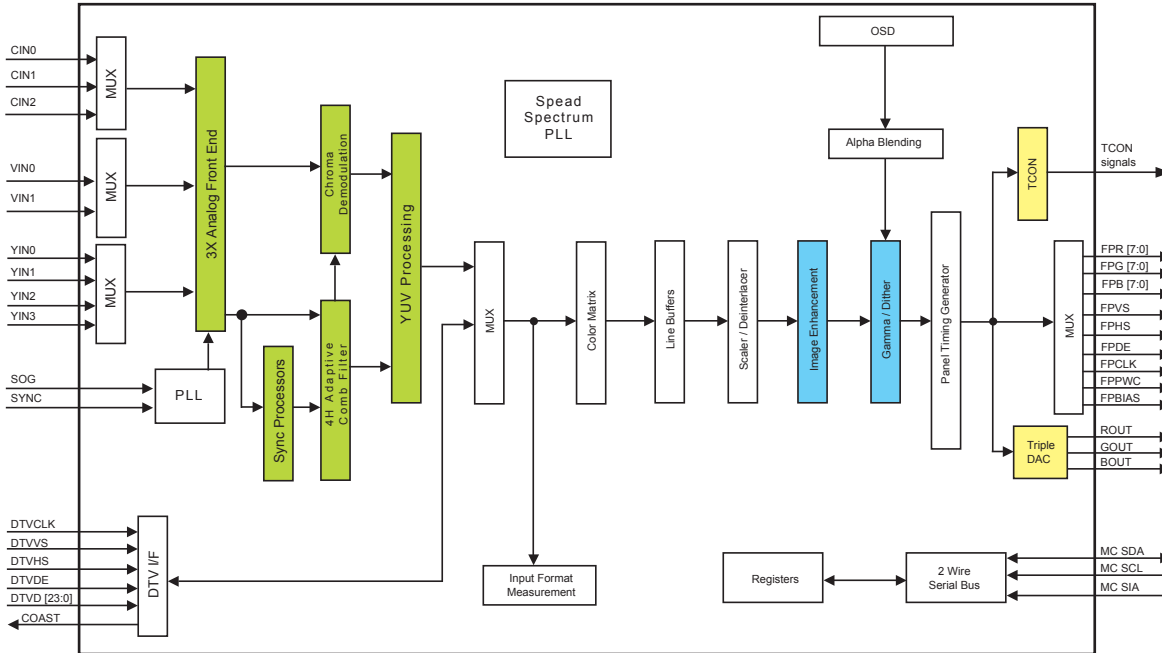 CIN0
CIN1
CIN2
MUX
VIN0
VIN1
MUX
YIN0
YIN1
YIN2
YIN3
MUX
SOG
SYNC
PLL
3X Analog Front End
Chroma
Demodulation
4H Adaptive
Comb Filter
Sync Processors
YUV Processing
DTVCLK
DTVVS
DTVHS
DTVDE
DTVD [23:0]
COAST
DTV I/F
MUX
Input Format
Measurement
Spead
Spectrum
PLL
Color Matrix
Line Buffers
Scaler / Deinterlacer
Image Enhancement
OSD
Alpha Blending
Gamma / Dither
Panel Timing Generator
TCON
TCON
signals
MUX
FPR [7:0]
FPG [7:0]
FPB [7:0]
FPVS
FPHS
FPDE
FPCLK
FPPWC
FPBIAS
Triple
DAC
ROUT
GOUT
BOUT
Registers
2 Wire
Serial Bus
MC SDA
MC SCL
MC SIA